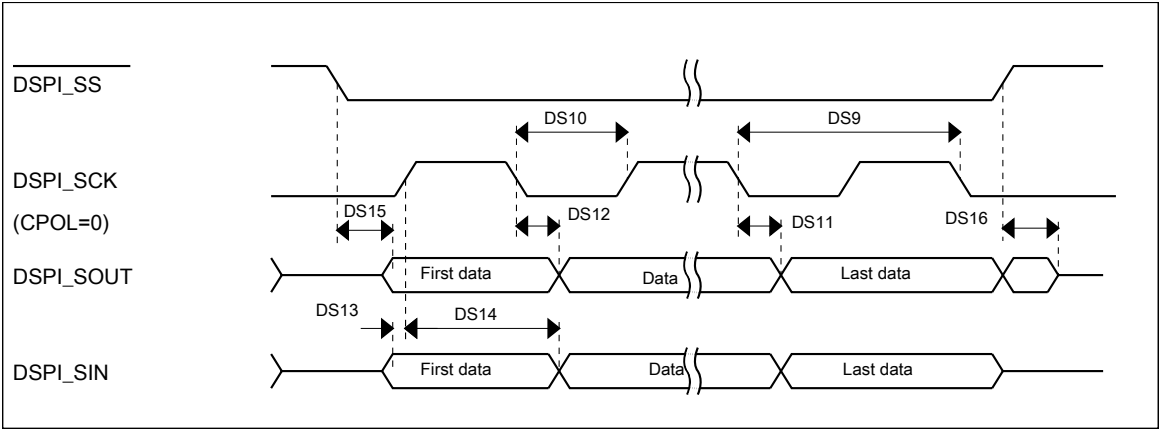 DSPI_SS
DS10
DS9
DSPI_SCK
(CPOL=0)
DS15
DS12
DS11
DS16
DSPI_SOUT
First data
Data
Last data
DS13
DS14
DSPI_SIN
First data
Data
Last data